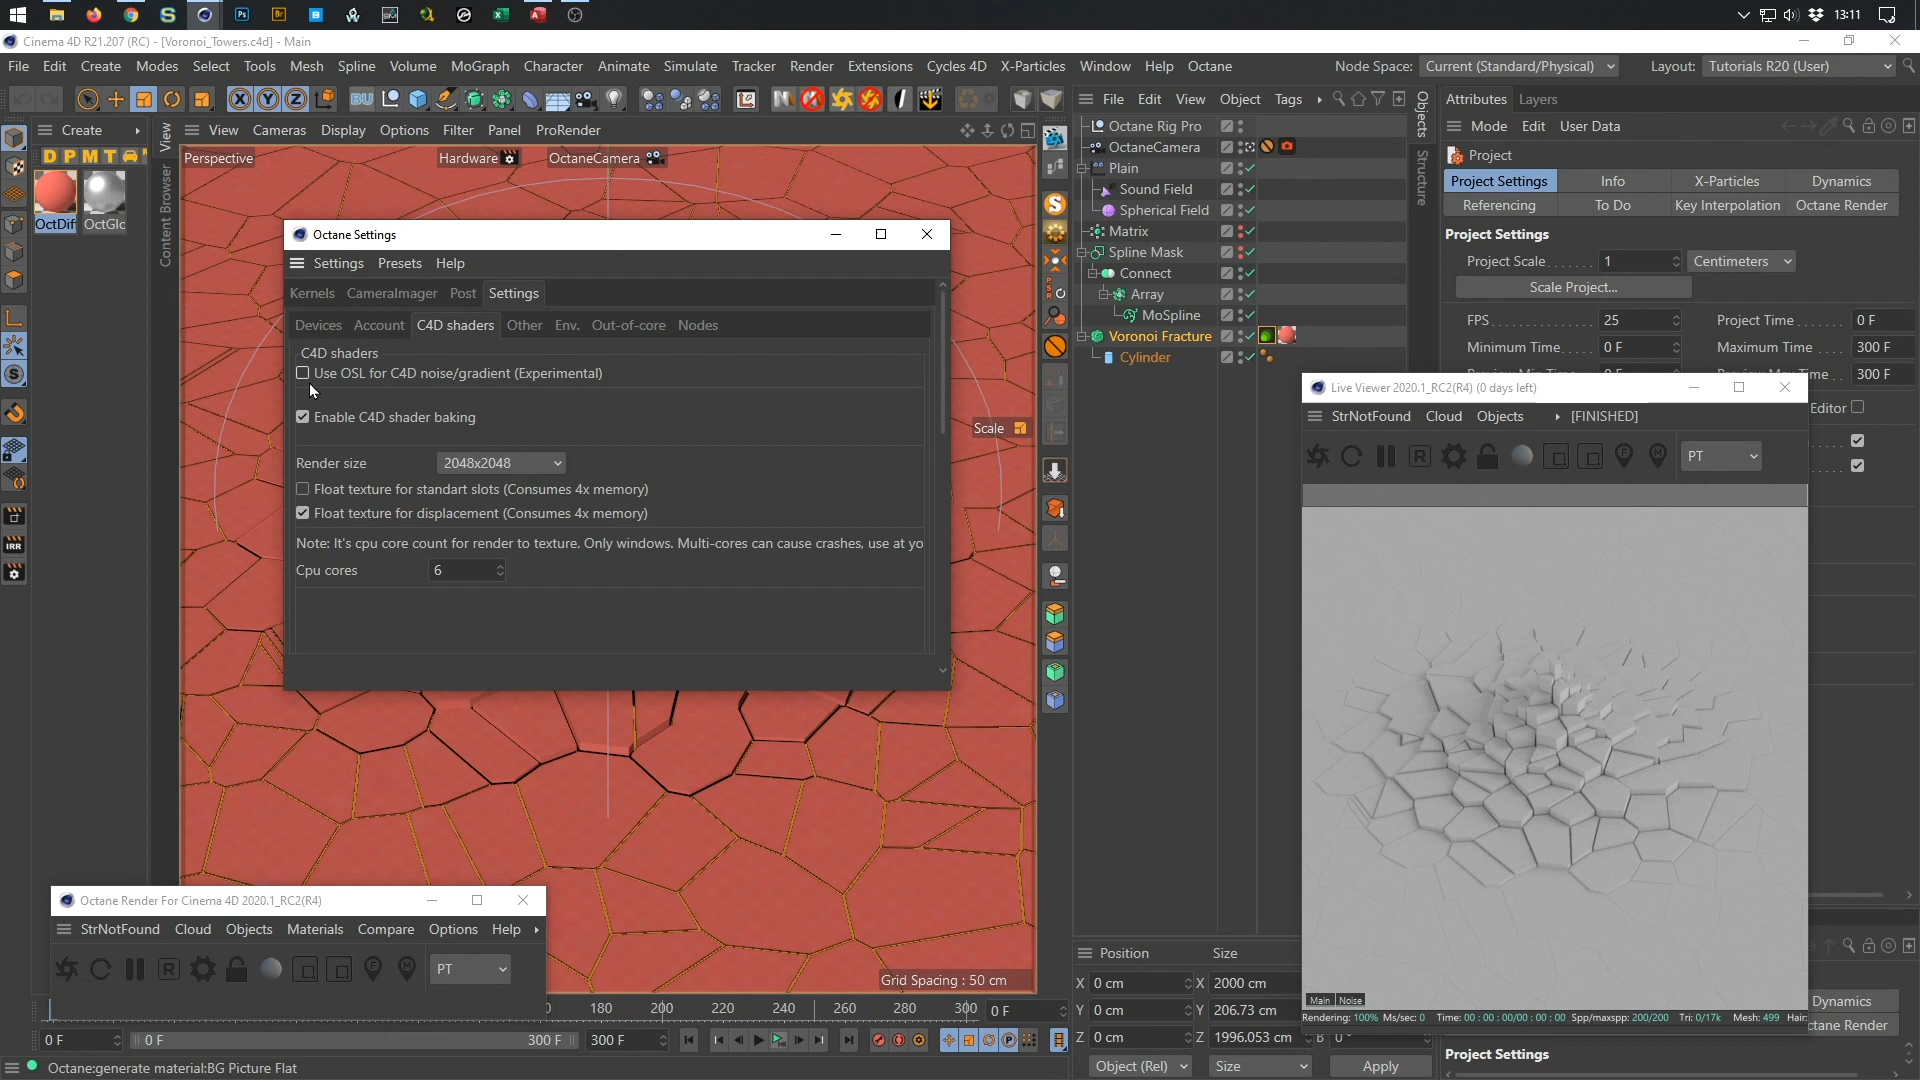 13:11
Cinema 4D R21.207 (RC) - [Voronoi_Towers.c4d] - Main
File Edit Create Modes Select Tools Mesh Spline Volume MoGraph Character Animate Simulate Tracker Render Extensions Cycles 4D X-Particles Window Help Octane Node Space: Current (Standard/Physical) Layout: Tutorials R20 (User)
File Edit View Object Tags
Attributes Layers
Create
View Cameras Display Options Filter Panel ProRender
Mode Edit User Data
View
Content Browser
Objects
Structure
D P M T
OctDif OctGlc
Perspective Hardware OctaneCamera
Octane Rig Pro
OctaneCamera
Plain
Sound Field
Spherical Field
Matrix
Spline Mask
Connect
Array
MoSpline
Voronoi Fracture
Cylinder
Project
Project Settings Info X-Particles Dynamics
Referencing To Do Key Interpolation Octane Render
Project Settings
Project Scale. . . . . . 1 Centimeters
Scale Project...
FPS. . . . . . . . . . . . . 25 Project Time . . . . . . . 0 F
Minimum Time. . . . 0 F Maximum Time . . . . 300 F
300 F
Editor
Octane Settings
Settings Presets Help
Kernels CameraImager Post Settings
Devices Account C4D shaders Other Env. Out-of-core Nodes
C4D shaders
Use OSL for C4D noise/gradient (Experimental)
Enable C4D shader baking
Render size 2048x2048
Float texture for standart slots (Consumes 4x memory)
Float texture for displacement (Consumes 4x memory)
Note: It's cpu core count for render to texture. Only windows. Multi-cores can cause crashes, use at yo
Cpu cores 6
Scale
IRR
Live Viewer 2020.1_RC2(R4) (0 days left)
StrNotFound Cloud Objects [FINISHED]
PT
Main Noise
Rendering: 100% Ms/sec: 0 Time: 00 : 00 : 00/00 : 00 : 00 Spp/maxspp: 200/200 Tri: 0/17k Mesh: 499 Hair:
Octane Render For Cinema 4D 2020.1_RC2(R4)
StrNotFound Cloud Objects Materials Compare Options Help
PT
Grid Spacing : 50 cm
180 200 220 240 260 280 300 0 F
0 F 0 F 300 F 300 F
Position Size
X 0 cm X 2000 cm
Y 0 cm Y 206.73 cm
Z 0 cm Z 1996.053 cm B 0 °
Object (Rel) Size Apply
Dynamics
ctane Render
Project Settings
Octane:generate material:BG Picture Flat